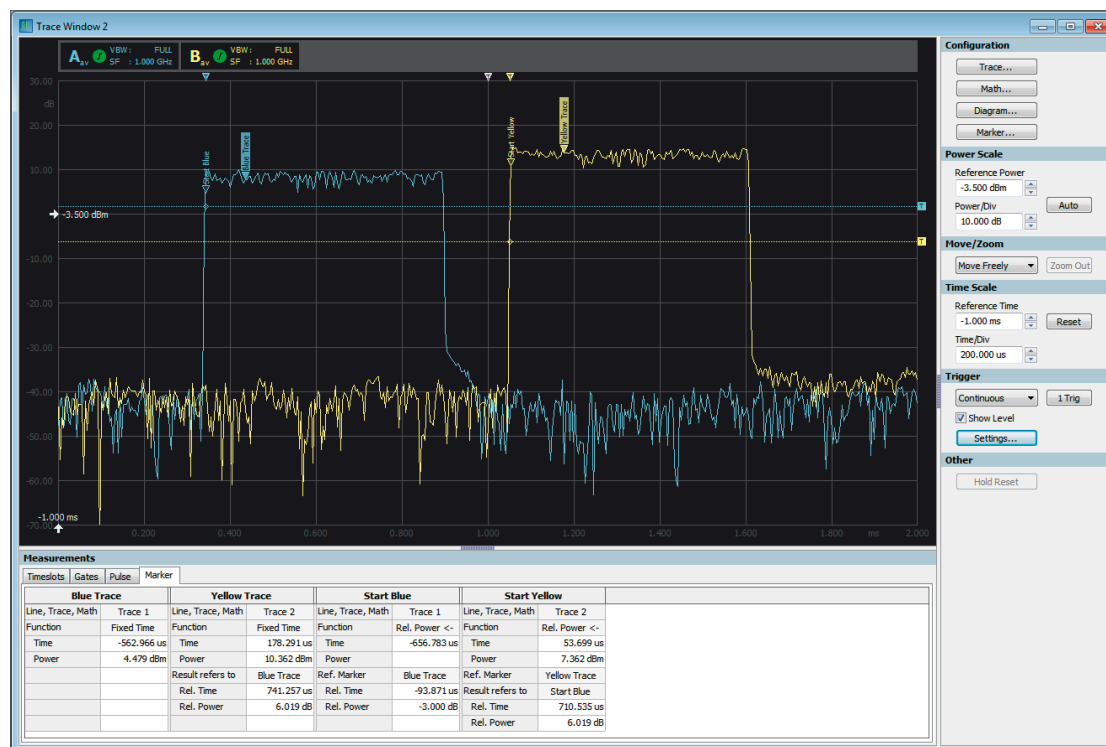 Trace Window 2
A av VBW: FULL
SF : 1.000 GHz
B av VBW: FULL
SF : 1.000 GHz
30.00
dB
20.00
10.00
-3.500 dBm
-10.00
-20.00
-30.00
-40.00
-50.00
-60.00
-70.00
-1.000 ms
0.200
0.400
0.600
0.800
1.000
1.200
1.400
1.600
1.800
ms
2.000
Start Blue
Blue Trace
Start Yellow
Yellow Trace
T
T
Configuration
Trace...
Math...
Diagram...
Marker...
Power Scale
Reference Power
-3.500 dBm
Power/Div
10.000 dB
Auto
Move/Zoom
Move Freely
Zoom Out
Time Scale
Reference Time
-1.000 ms
Reset
Time/Div
200.000 us
Trigger
Continuous
1 Trig
Show Level
Settings...
Other
Hold Reset
Measurements
Timeslots Gates Pulse Marker
Blue Trace Yellow Trace Start Blue Start Yellow
Line, Trace, Math Trace 1 Line, Trace, Math Trace 2 Line, Trace, Math Trace 1 Line, Trace, Math Trace 2
Function Fixed Time Function Fixed Time Function Rel. Power <- Function Rel. Power <-
Time -562.966 us Time 178.291 us Time -656.783 us Time 53.699 us
Power 4.479 dBm Power 10.362 dBm Power Power 7.362 dBm
Result refers to Blue Trace Ref. Marker Blue Trace Ref. Marker Yellow Trace
Rel. Time 741.257 us Rel. Time -93.871 us Result refers to Start Blue
Rel. Power 6.019 dB Rel. Power -3.000 dB Rel. Time 710.535 us
Rel. Power 6.019 dB